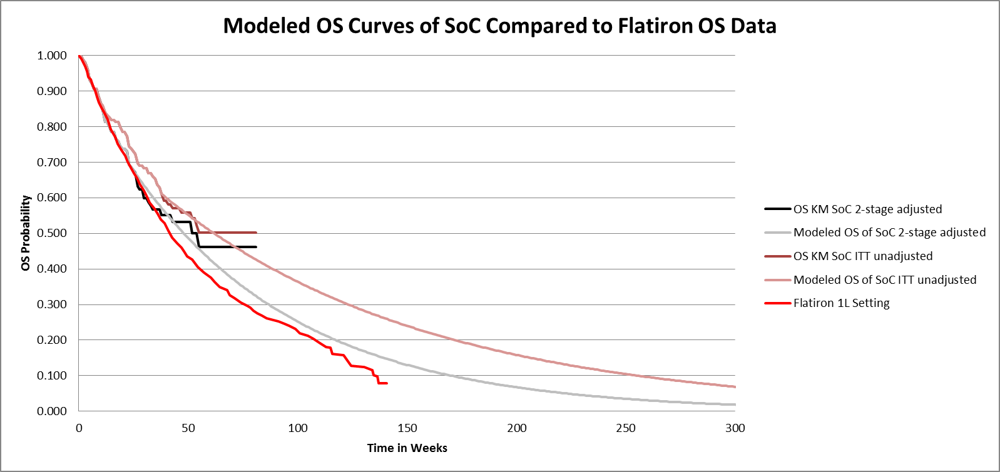 Modeled OS Curves of SoC Compared to Flatiron OS Data
1.000
0.900
0.800
0.700
0.600
0.500
0.400
0.300
0.200
0.100
0.000
OS Probability
0 50 100 150 200 250 300
Time in Weeks
OS KM SoC 2-stage adjusted
Modeled OS of SoC 2-stage adjusted
OS KM SoC ITT unadjusted
Modeled OS of SoC ITT unadjusted
Flatiron 1L Setting